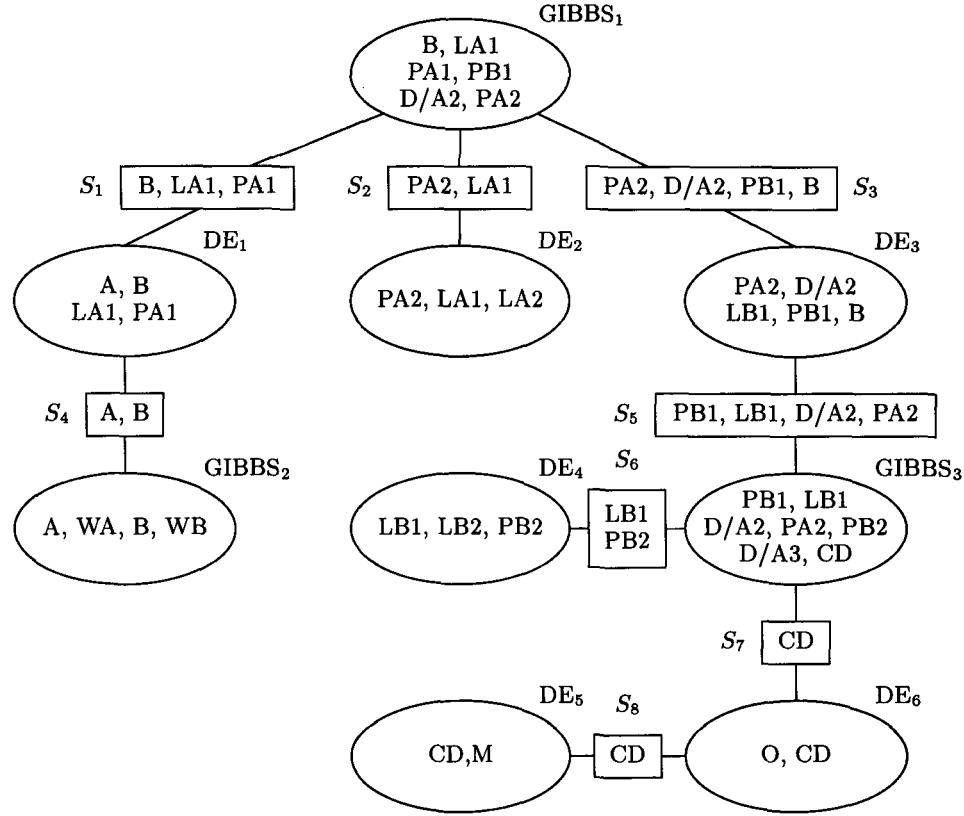 GIBBS₁
B, LA1
PA1, PB1
D/A2, PA2
S₁
B, LA1, PA1
S₂
PA2, LA1
PA2, D/A2, PB1, B
S₃
DE₁
A, B
LA1, PA1
DE₂
PA2, LA1, LA2
DE₃
PA2, D/A2
LB1, PB1, B
S₄
A, B
S₅
PB1, LB1, D/A2, PA2
GIBBS₂
A, WA, B, WB
DE₄
LB1, LB2, PB2
S₆
LB1
PB2
GIBBS₃
PB1, LB1
D/A2, PA2, PB2
D/A3, CD
S₇
CD
DE₅
CD,M
S₈
CD
DE₆
O, CD